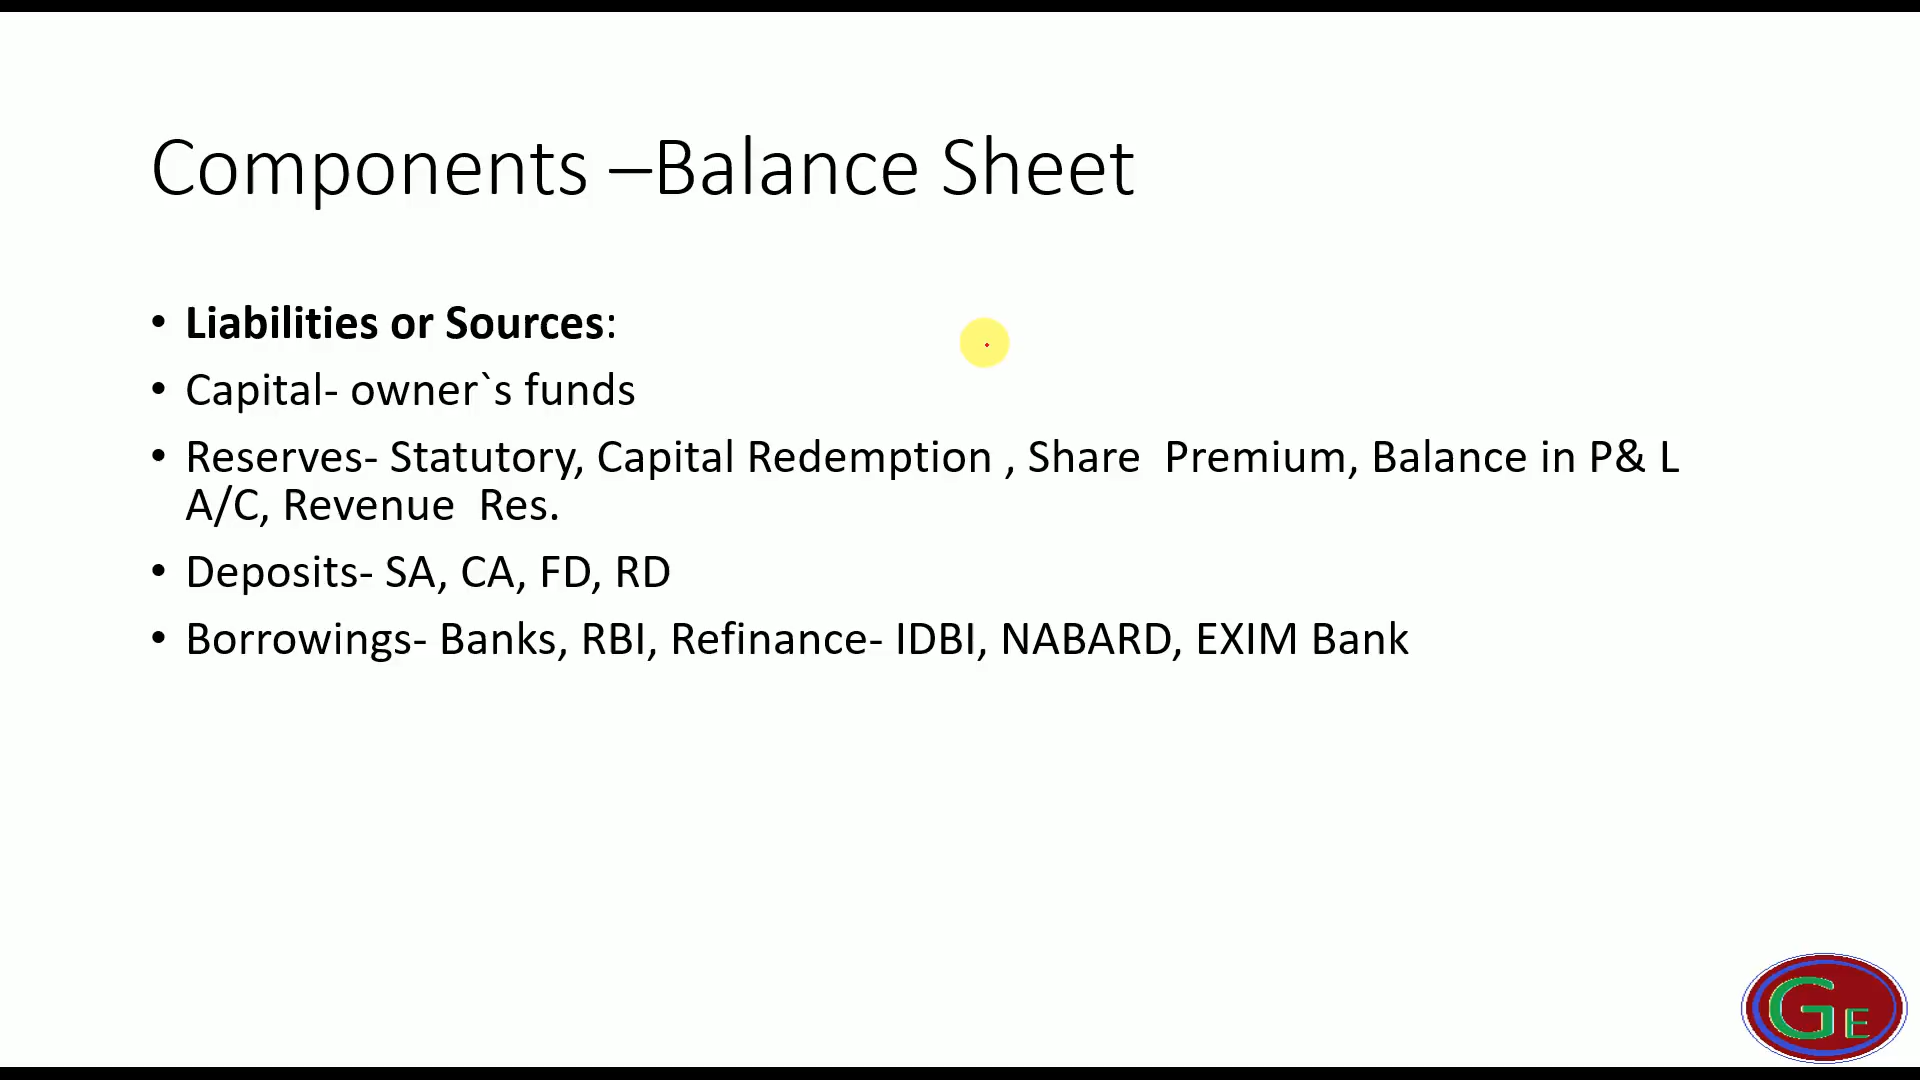 Components –Balance Sheet
• Liabilities or Sources:
• Capital- owner`s funds
• Reserves- Statutory, Capital Redemption , Share  Premium, Balance in P& L
A/C, Revenue  Res.
• Deposits- SA, CA, FD, RD
• Borrowings- Banks, RBI, Refinance- IDBI, NABARD, EXIM Bank
GE